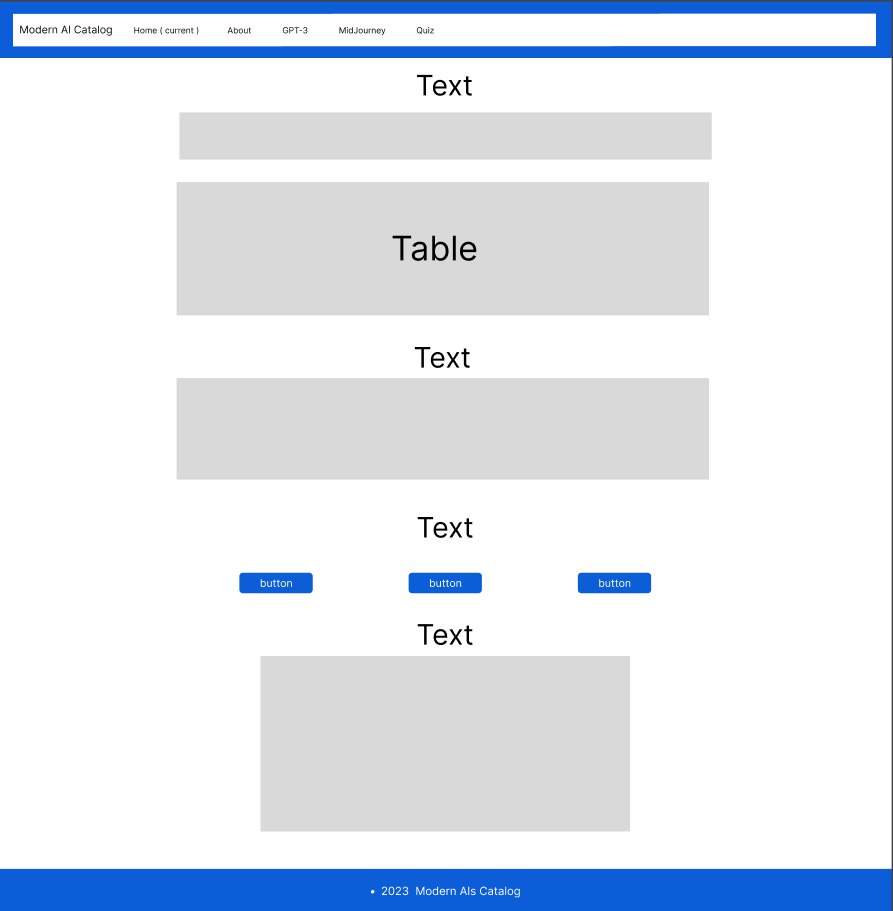 Modern AI Catalog Home ( current ) About GPT-3 MidJourney Quiz
Text
Table
Text
Text
button button button
Text
• 2023 Modern AIs Catalog